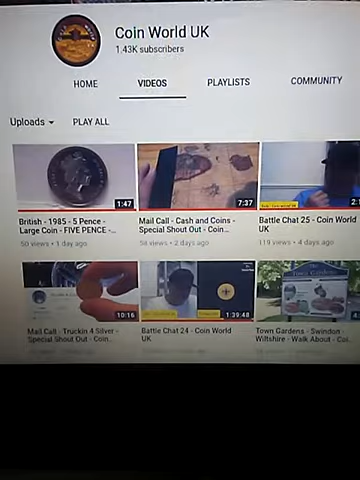 Coin World UK
1.43K subscribers
HOME VIDEOS PLAYLISTS COMMUNITY
Uploads PLAY ALL
1:47
7:37
British - 1985 - 5 Pence -
Large Coin - FIVE PENCE -...
50 views • 1 day ago
Mail Call - Cash and Coins -
Special Shout Out - Coin...
56 views • 2 days ago
Battle Chat 25 - Coin World
UK
119 views • 4 days ago
10:16
1:39:48
Town Gardens
Mail Call - Truckin 4 Silver -
Special Shout Out - Coin...
Battle Chat 24 - Coin World
UK
Town Gardens - Swindon -
Wiltshire - Walk About - Coi...